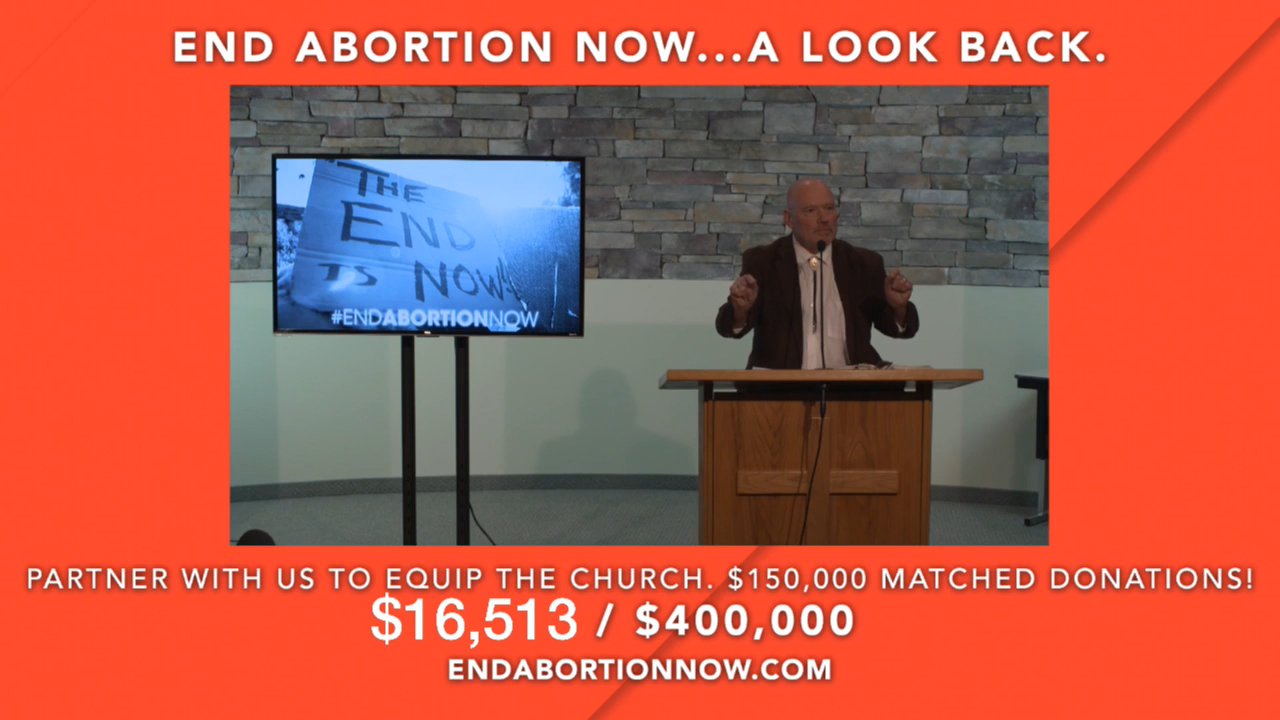 END ABORTION NOW...A LOOK BACK.
THE
END
IS NOW!
#ENDABORTIONNOW
PARTNER WITH US TO EQUIP THE CHURCH. $150,000 MATCHED DONATIONS!
$16,513 / $400,000
ENDABORTIONNOW.COM